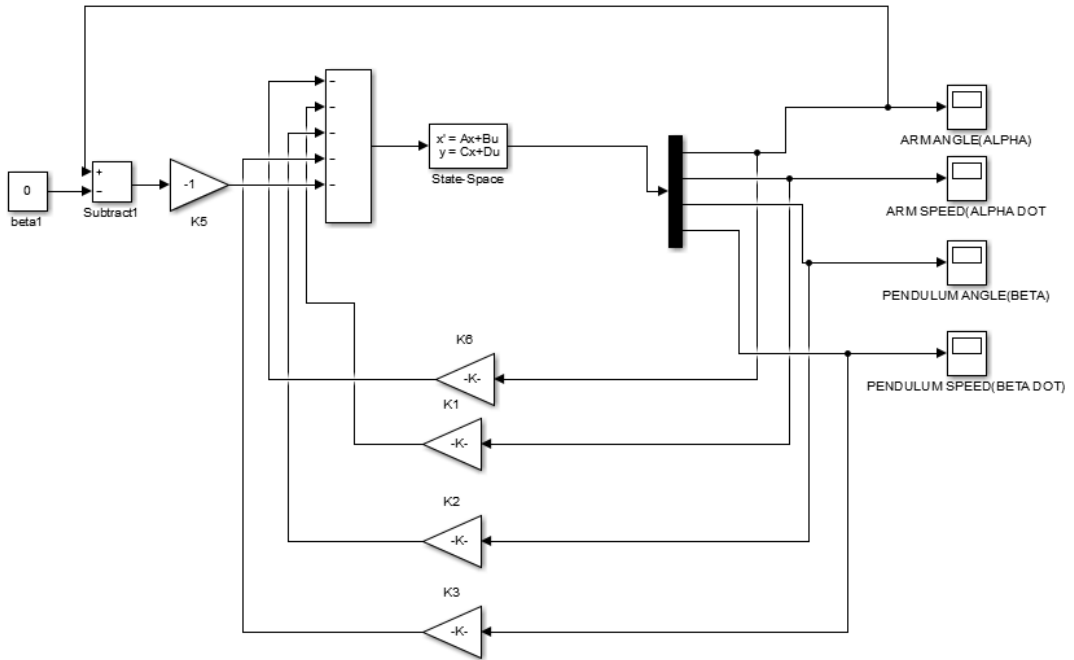 x' = Ax+Bu
y = Cx+Du
State-Space
ARM ANGLE(ALPHA)
+
−
0
beta1
Subtract1
-1
K5
−
−
−
−
−
ARM SPEED(ALPHA DOT
PENDULUM ANGLE(BETA)
K6
-K-
PENDULUM SPEED(BETA DOT)
K1
-K-
K2
-K-
K3
-K-